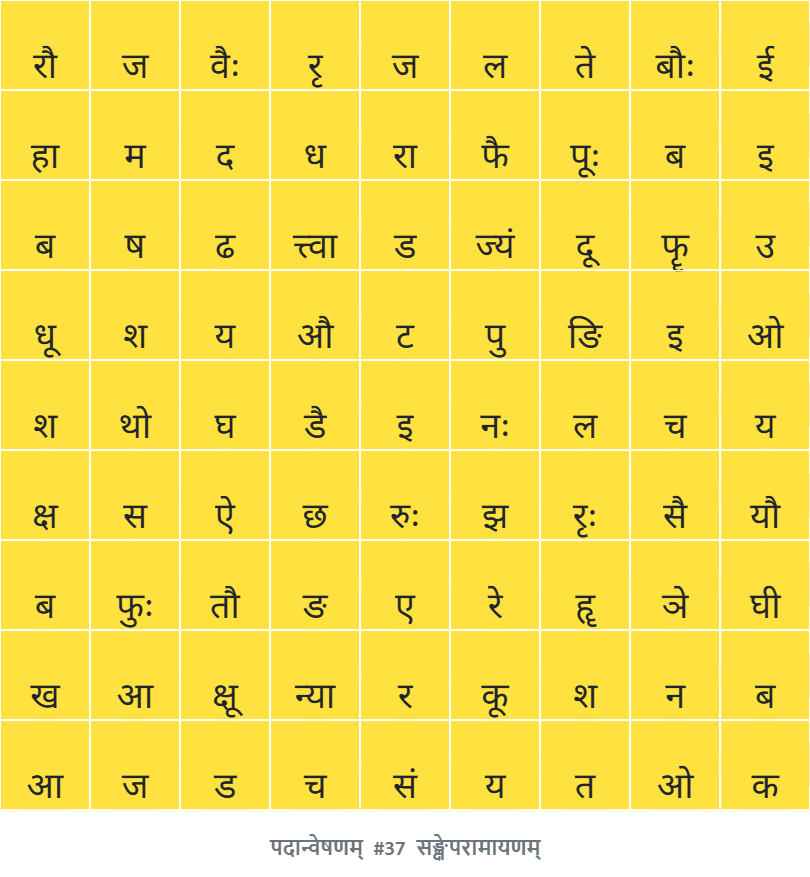 रौ ज वैः रृ ज ल ते बौः ई
हा म द ध रा फै पूः ब इ
ब ष ढ त्त्वा ड ज्यं दू फॄ उ
धू श य औ ट पु ङि इ ओ
श थो घ डै इ नः ल च य
क्ष स ऐ छ रुः झ रृः सै यौ
ब फुः तौ ङ ए रे हॄ ञे घी
ख आ क्षू न्या र कू श न ब
आ ज ड च सं य त ओ क
पदान्वेषणम् #37 सङ्क्षेपरामायणम्